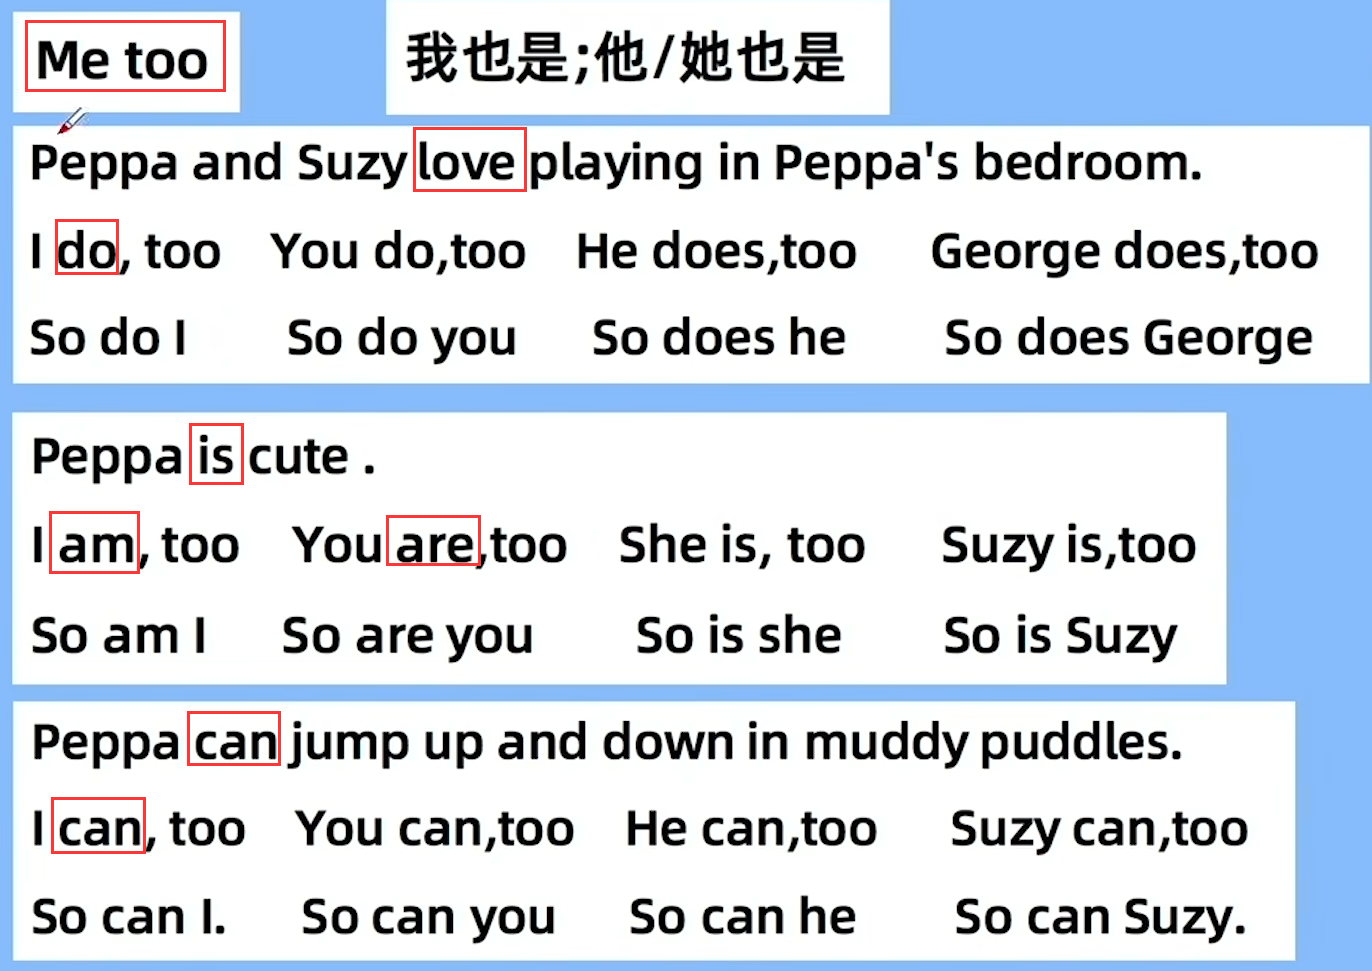 Me too
我也是;他/她也是
Peppa and Suzy love playing in Peppa's bedroom.
I do, too You do,too He does,too George does,too
So do I So do you So does he So does George
Peppa is cute .
I am, too You are,too She is, too Suzy is,too
So am I So are you So is she So is Suzy
Peppa can jump up and down in muddy puddles.
I can, too You can,too He can,too Suzy can,too
So can I. So can you So can he So can Suzy.